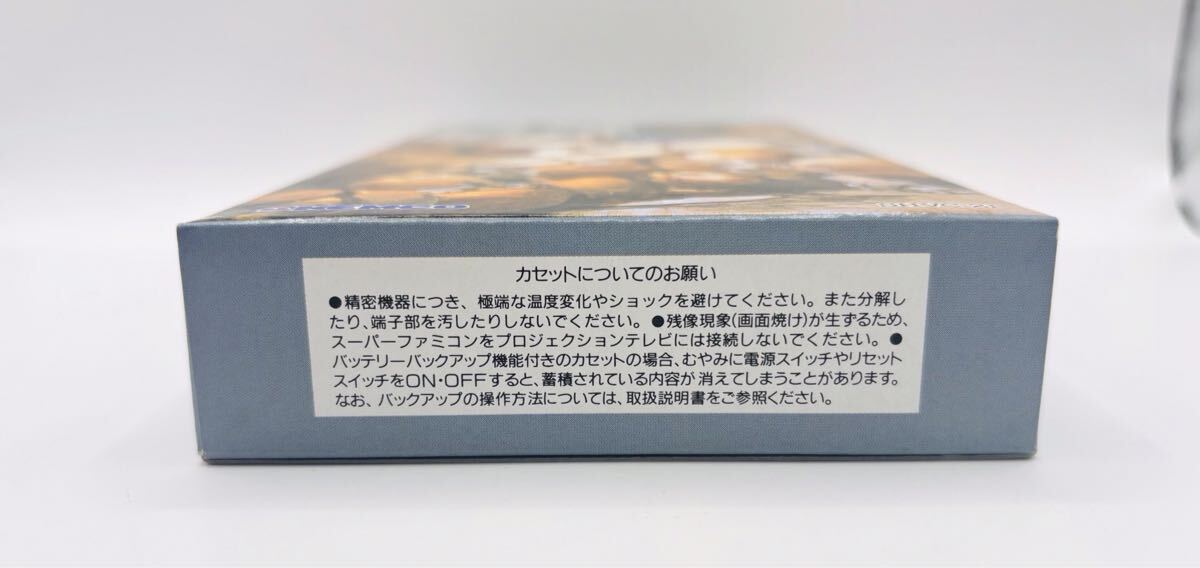 カセットについてのお願い
●精密機器につき、極端な温度変化やショックを避けてください。また分解し
たり、端子部を汚したりしないでください。●残像現象(画面焼け)が生ずるため、
スーパーファミコンをプロジェクションテレビには接続しないでください。●
バッテリーバックアップ機能付きのカセットの場合、むやみに電源スイッチやリセット
スイッチをON・OFFすると、蓄積されている内容が消えてしまうことがあります。
なお、バックアップの操作方法については、取扱説明書をご参照ください。